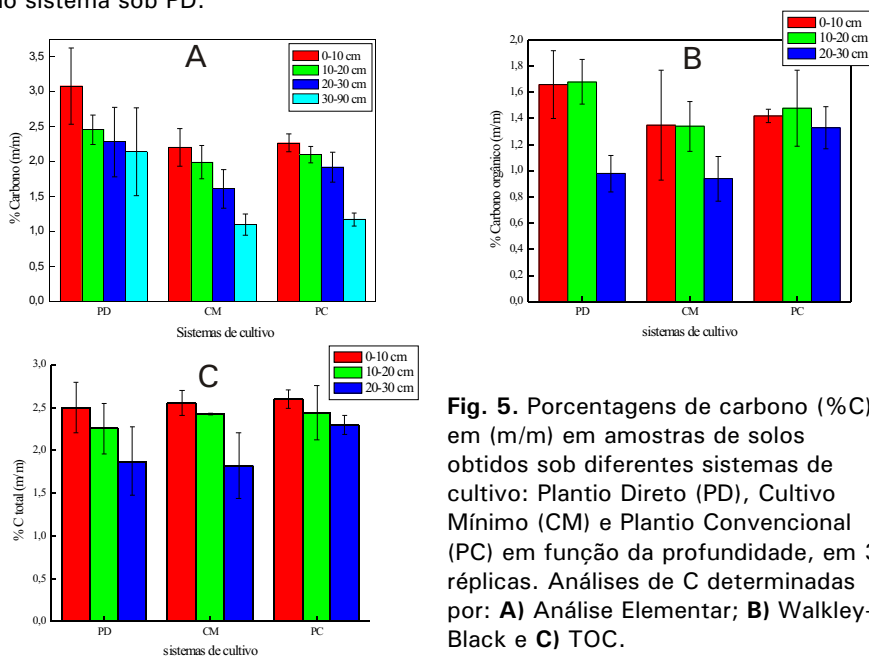 no sistema sob PD.
A
0-10 cm
10-20 cm
20-30 cm
30-90 cm
% Carbono (m/m)
3,5
3,0
2,5
2,0
1,5
1,0
0,5
0,0
PD CM PC
Sistemas de cultivo
B
0-10 cm
10-20 cm
20-30 cm
% Carbono orgânico (m/m)
2,0
1,8
1,6
1,4
1,2
1,0
0,8
0,6
0,4
0,2
0,0
PD CM PC
sistemas de cultivo
C
0-10 cm
10-20 cm
20-30 cm
% C total (m/m)
3,0
2,5
2,0
1,5
1,0
0,5
0,0
PD CM PC
sistemas de cultivo
Fig. 5. Porcentagens de carbono (%C)
em (m/m) em amostras de solos
obtidos sob diferentes sistemas de
cultivo: Plantio Direto (PD), Cultivo
Mínimo (CM) e Plantio Convencional
(PC) em função da profundidade, em 3
réplicas. Análises de C determinadas
por: A) Análise Elementar; B) Walkley-
Black e C) TOC.